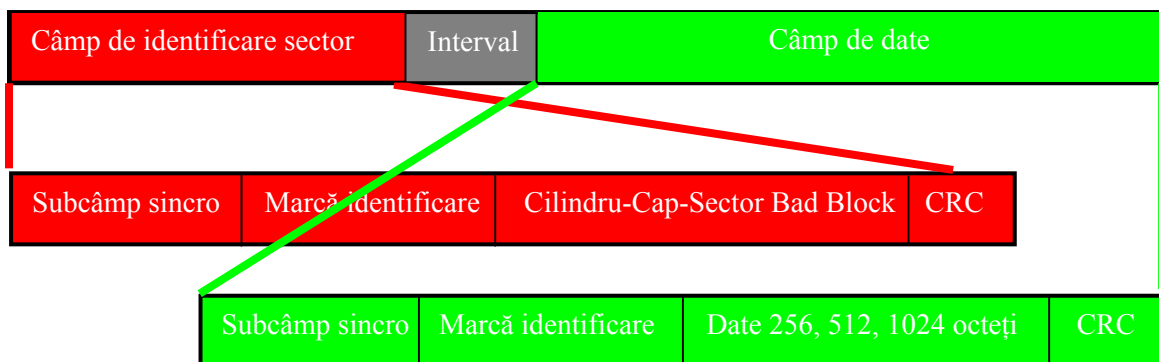 Câmp de identificare sector Interval Câmp de date
Subcâmp sincro Marcă identificare Cilindru-Cap-Sector Bad Block CRC
Subcâmp sincro Marcă identificare Date 256, 512, 1024 octeți CRC